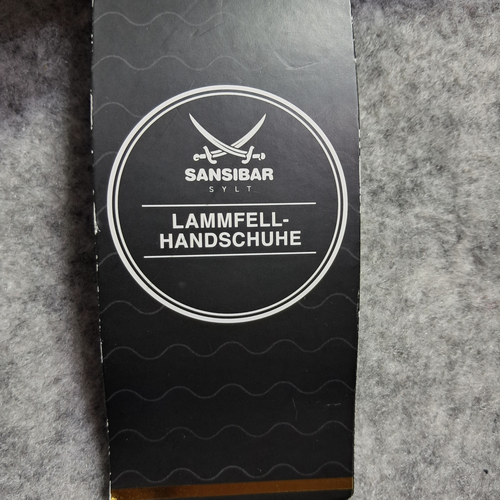 SANSIBAR
SYLT
LAMMFELL-
HANDSCHUHE